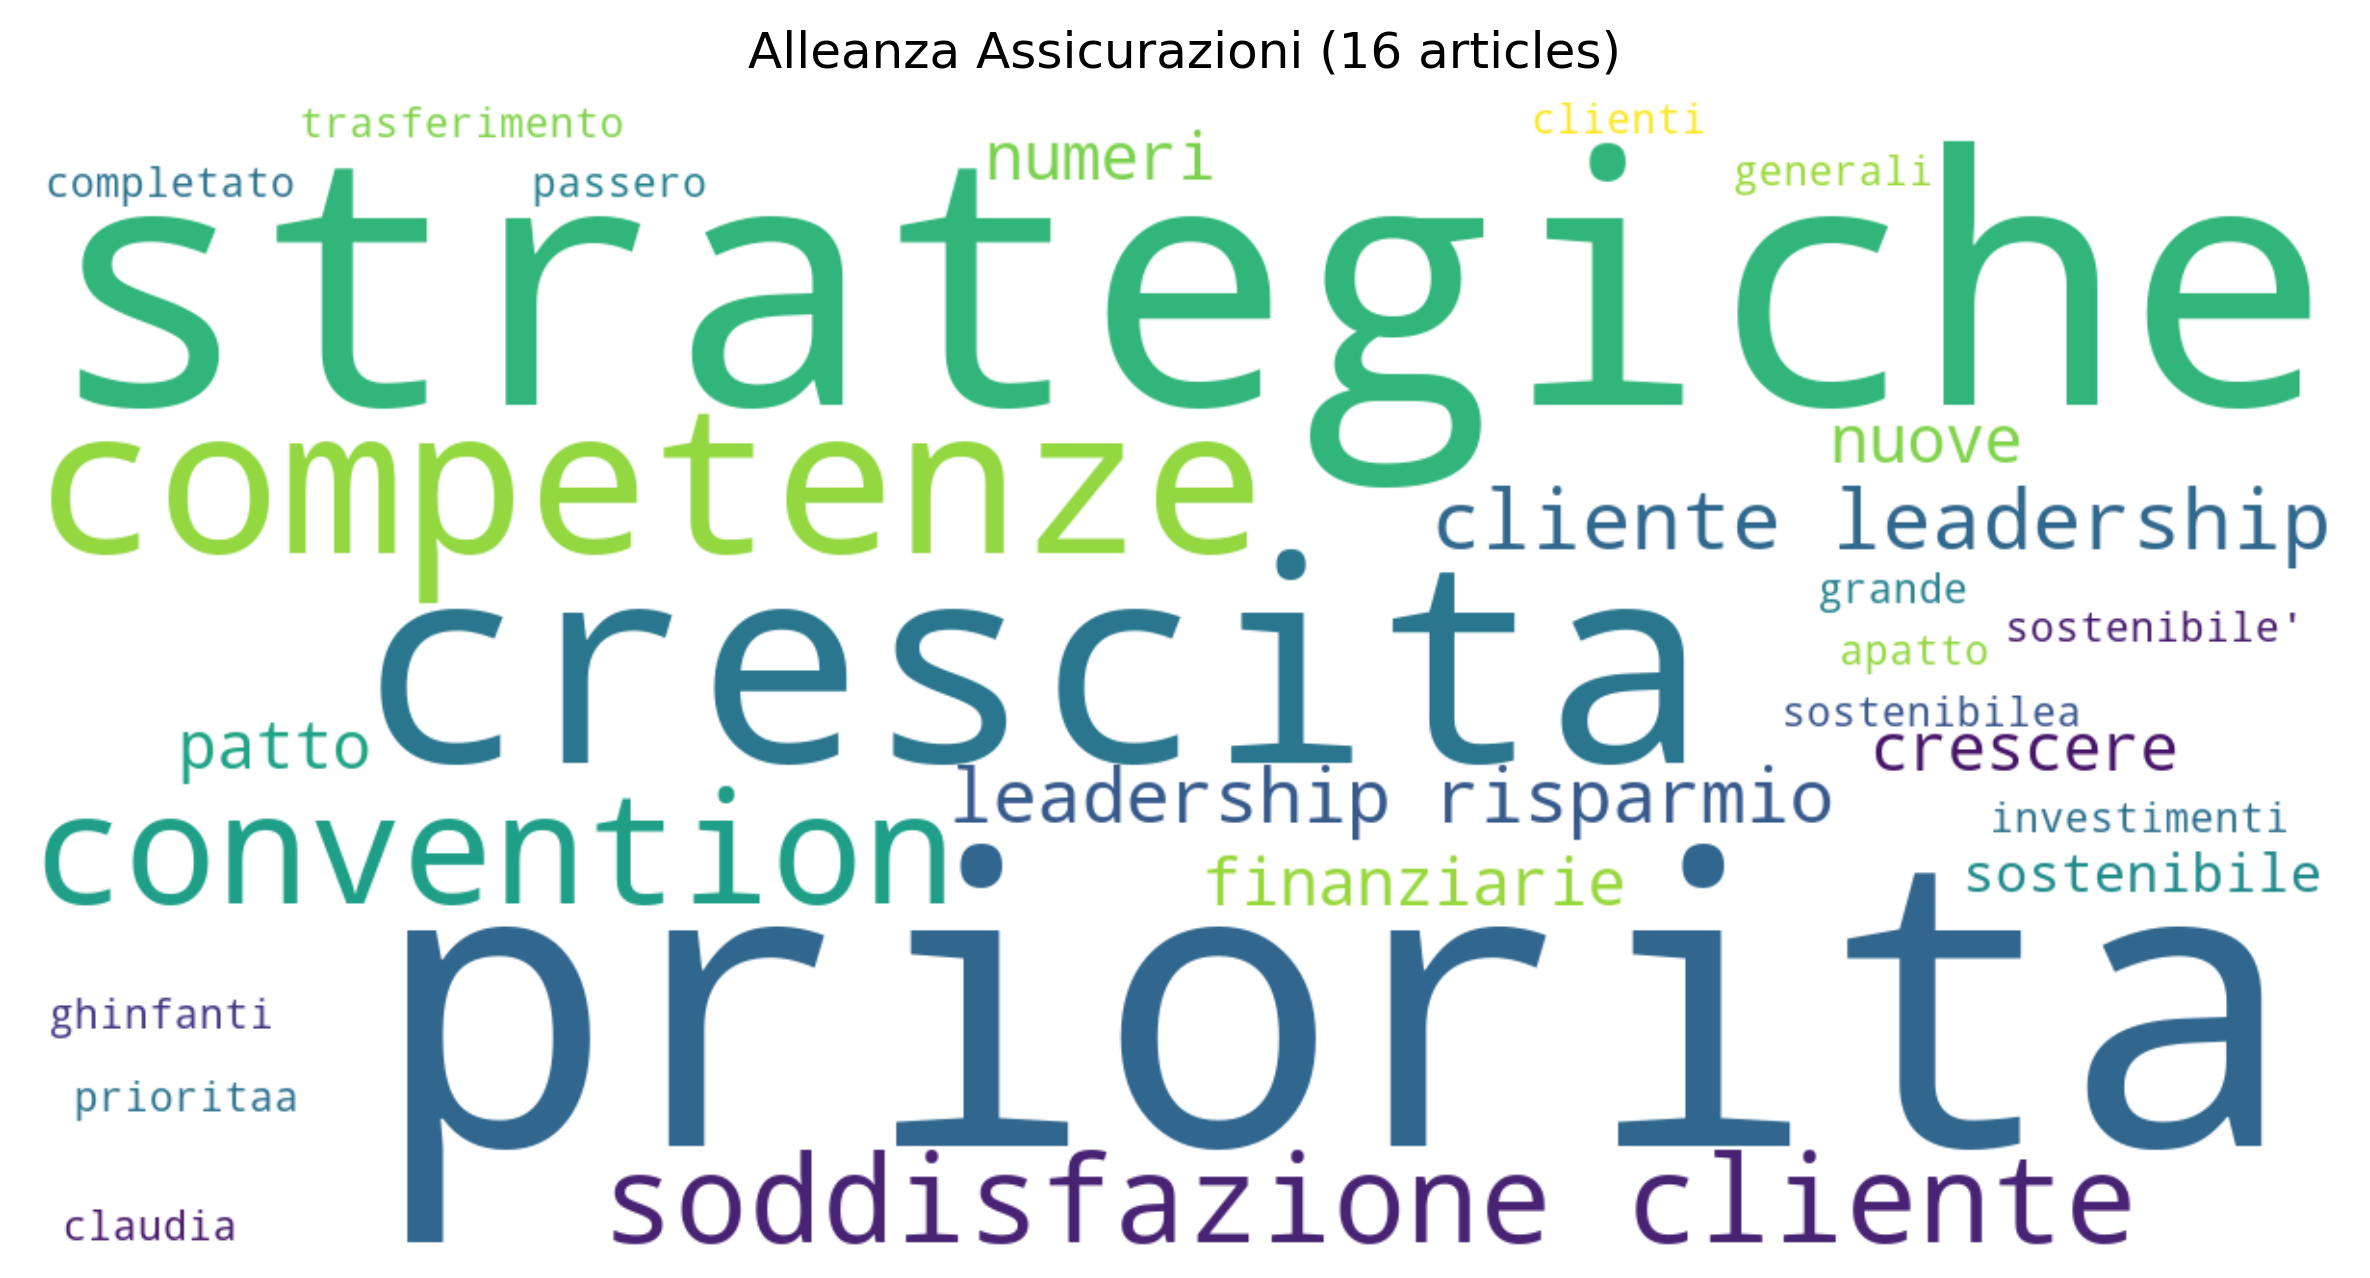 Alleanza Assicurazioni (16 articles)
trasferimento
clienti
numeri
generali
completato
passero
strategiche
competenze
nuove
cliente leadership
grande
sostenibile'
apatto
crescita
sostenibilea
patto
crescere
leadership risparmio
investimenti
convention
finanziarie
sostenibile
priorita
ghinfanti
prioritaa
soddisfazione cliente
claudia